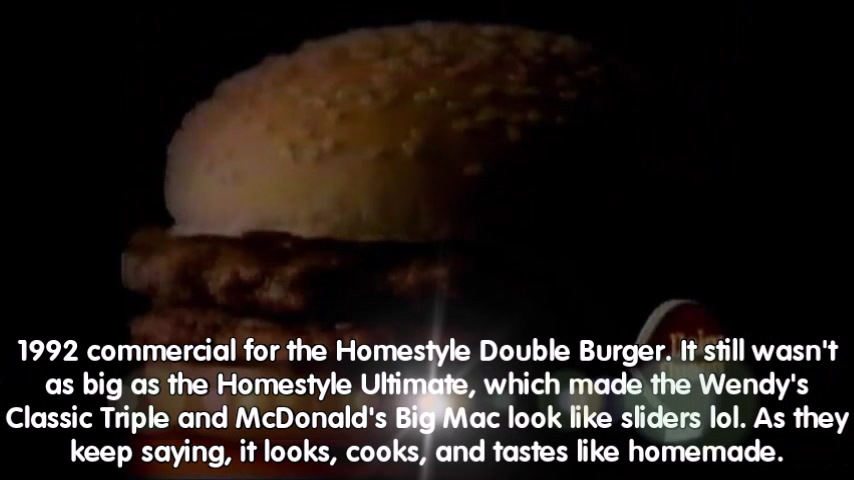 1992 commercial for the Homestyle Double Burger. It still wasn't
as big as the Homestyle Ultimate, which made the Wendy's
Classic Triple and McDonald's Big Mac look like sliders lol. As they
keep saying, it looks, cooks, and tastes like homemade.